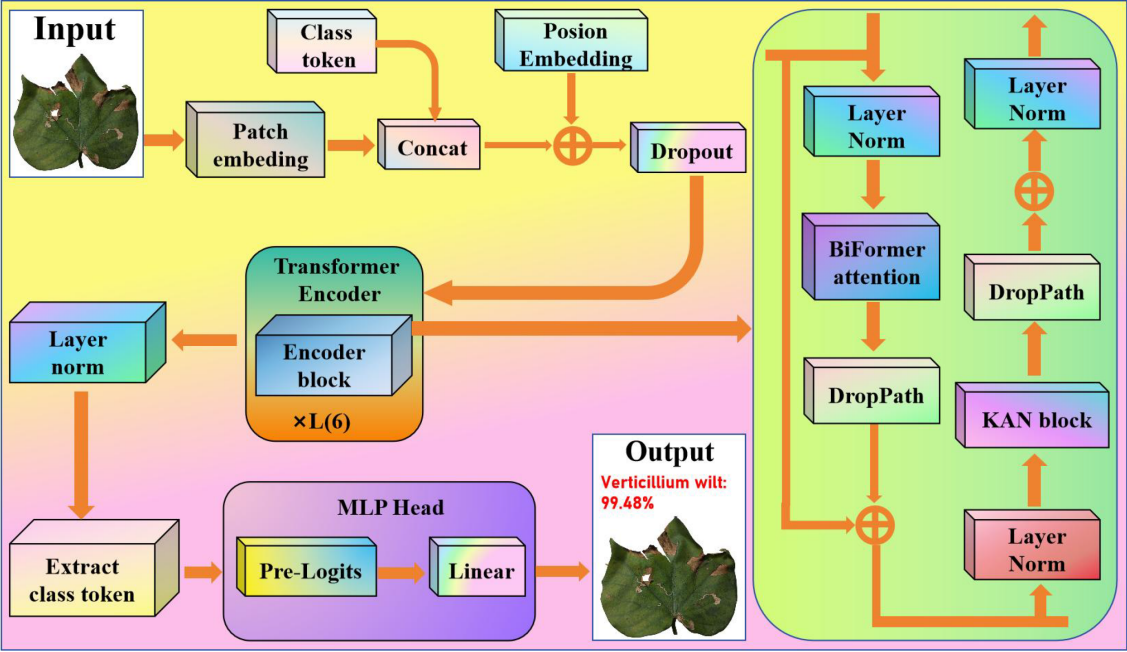 Input
Class
token
Posion
Embedding
Patch
embeding
Concat
Dropout
Transformer
Encoder
Encoder
block
×L(6)
Layer
norm
Extract
class token
MLP Head
Pre-Logits
Linear
Output
Verticillium wilt:
99.48%
Layer
Norm
BiFormer
attention
DropPath
Layer
Norm
KAN block
DropPath
Layer
Norm